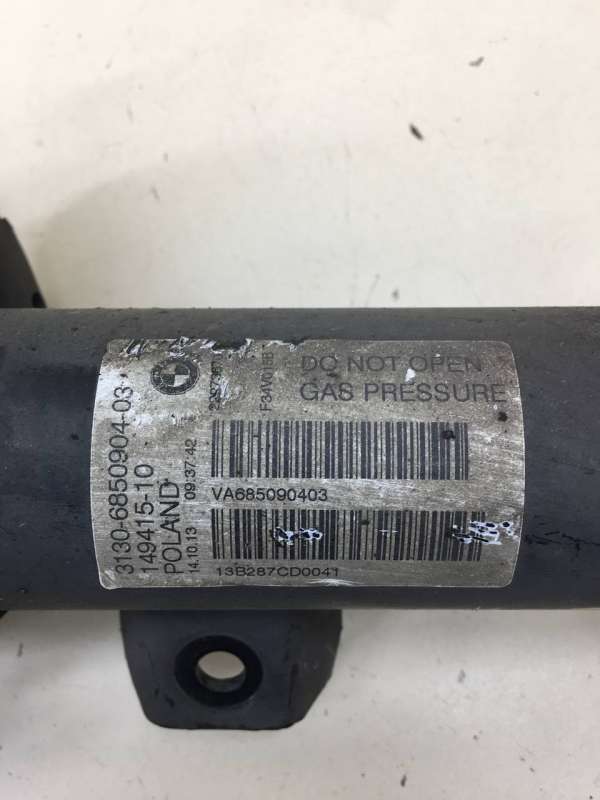 DO NOT OPEN
GAS PRESSURE
VA685090403
13B287CD0041
3130-6850904-03
149415-10
POLAND
14.10.13 09:37:42